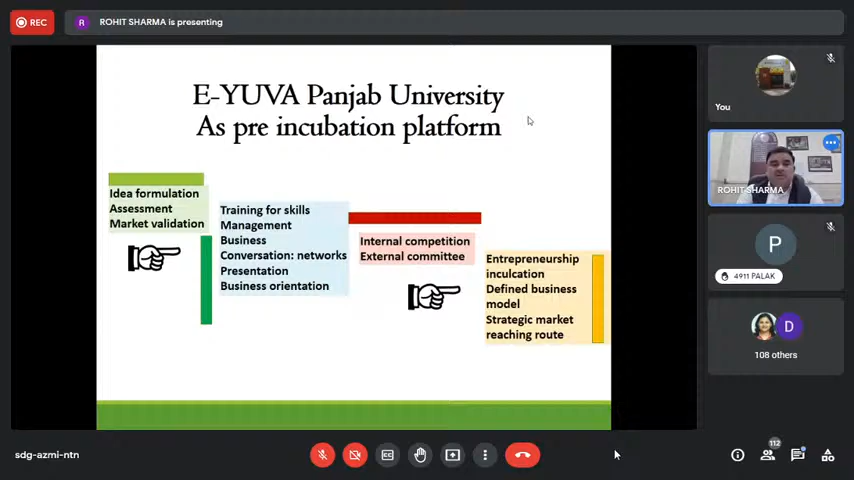 REC
R
ROHIT SHARMA is presenting
E-YUVA Panjab University
As pre incubation platform
Idea formulation
Assessment
Market validation
Training for skills
Management
Business
Conversation: networks
Presentation
Business orientation
Internal competition
External committee
Entrepreneurship
inculcation
Defined business
model
Strategic market
reaching route
You
ROHIT SHARMA
P
4911 PALAK
D
108 others
sdg-azmi-ntn
CC
112